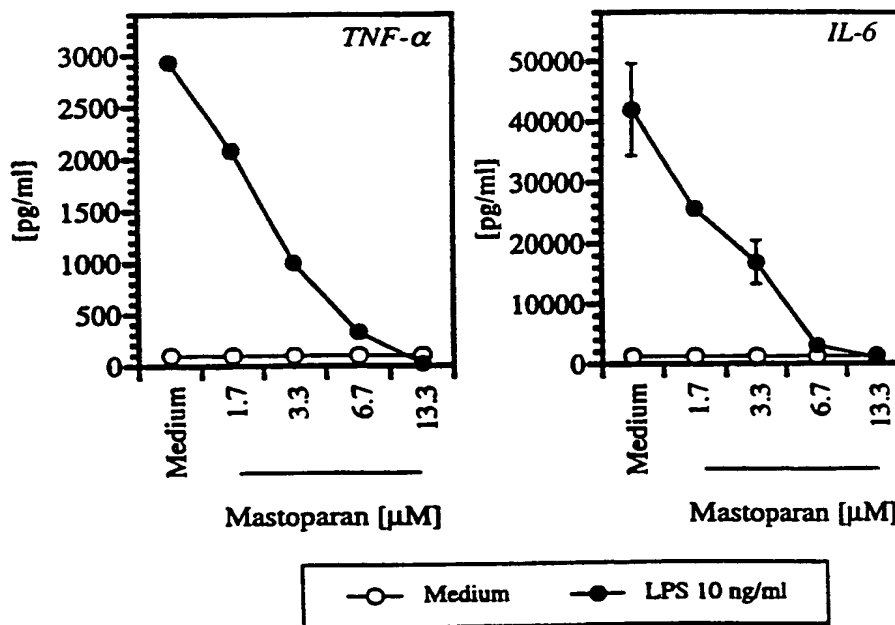 TNF-α
[pg/ml]
3000
2500
2000
1500
1000
500
0
Medium
1.7
3.3
6.7
13.3
Mastoparan [μM]
IL-6
[pg/ml]
50000
40000
30000
20000
10000
0
Medium
1.7
3.3
6.7
13.3
Mastoparan [μM]
Medium
LPS 10 ng/ml